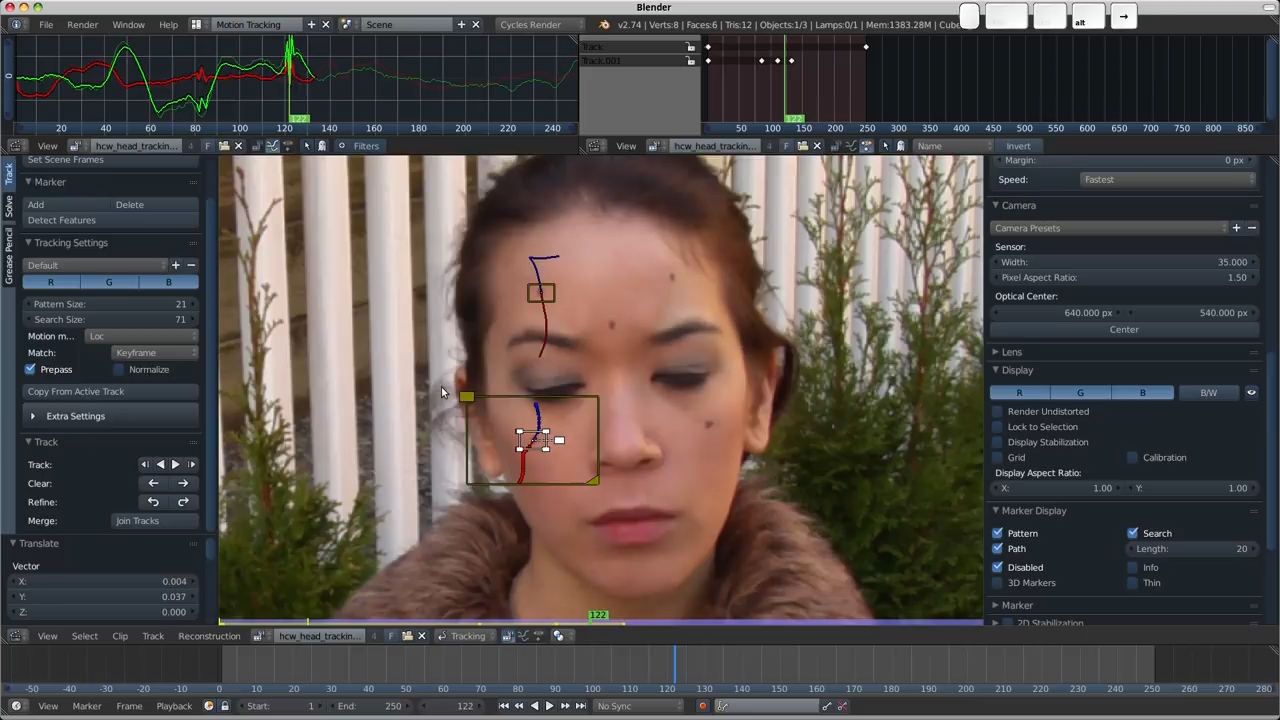 Blender
File Render Window Help Motion Tracking Scene Cycles Render v2.74 | Verts:8 | Faces:6 | Tris:12 | Objects:1/3 | Lamps:0/1 | Mem:1383.28M | Cube
alt
0
Track
Track.001
122
122
20 40 60 80 100 120 140 160 180 200 220 240
50 100 150 200 250 300 350 400 450 500 550 600 650 700 750 800 850
View hcw_head_trackin... 4 F Filters
View hcw_head_trackin... 4 F Name Invert
Track
Solve
Grease Pencil
Set Scene Frames
Marker
Add Delete
Detect Features
Tracking Settings
Default
R G B
Pattern Size: 21
Search Size: 71
Motion m... Loc
Match: Keyframe
Prepass Normalize
Copy From Active Track
Extra Settings
Track
Track:
Clear:
Refine:
Merge: Join Tracks
Translate
Vector
X: 0.004
Y: 0.037
Z: 0.000
Margin: 0 px
Speed: Fastest
Camera
Camera Presets
Sensor:
Width: 35.000
Pixel Aspect Ratio: 1.50
Optical Center:
640.000 px 540.000 px
Center
Lens
Display
R G B B/W
Render Undistorted
Lock to Selection
Display Stabilization
Grid Calibration
Display Aspect Ratio:
X: 1.00 Y: 1.00
Marker Display
Pattern Search
Path Length: 20
Disabled Info
3D Markers Thin
Marker
2D Stabilization
122
View Select Clip Track Reconstruction hcw_head_trackin... 4 F Tracking
-50 -40 -30 -20 -10 0 10 20 30 40 50 60 70 80 90 100 110 120 130 140 150 160 170 180 190 200 210 220 230 240 250 260 270 280
View Marker Frame Playback Start: 1 End: 250 122 No Sync